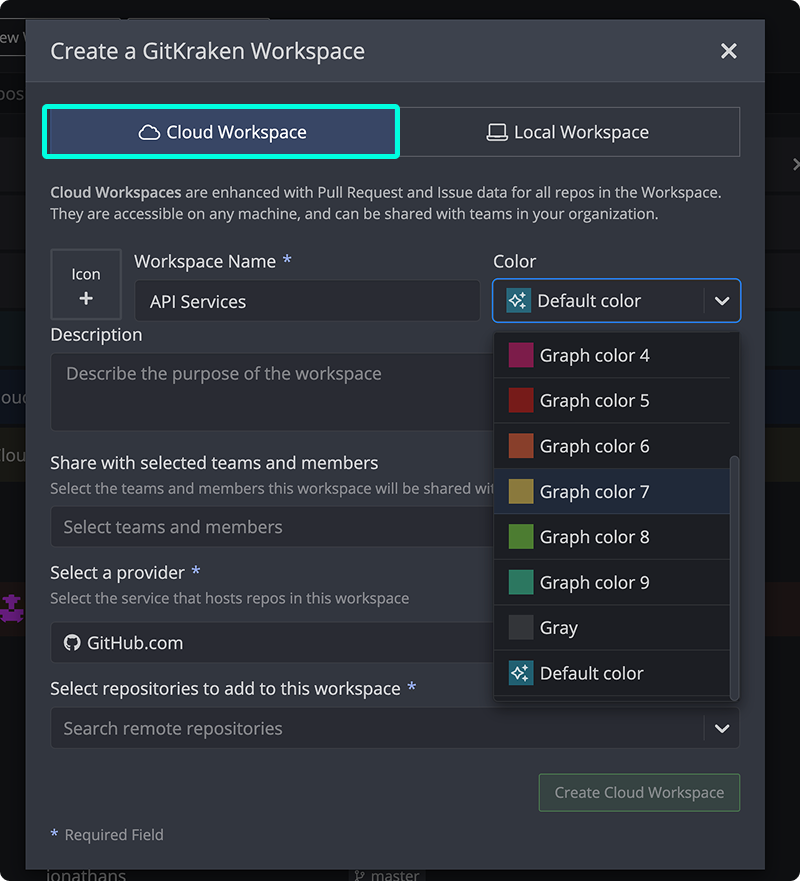 Create a GitKraken Workspace
Cloud Workspace
Local Workspace
Cloud Workspaces are enhanced with Pull Request and Issue data for all repos in the Workspace.
They are accessible on any machine, and can be shared with teams in your organization.
Icon
+
Workspace Name *
API Services
Color
Default color
Description
Describe the purpose of the workspace
Graph color 4
Graph color 5
Graph color 6
Graph color 7
Graph color 8
Graph color 9
Gray
Default color
Share with selected teams and members
Select the teams and members this workspace will be shared
Select teams and members
Select a provider *
Select the service that hosts repos in this workspace
GitHub.com
Select repositories to add to this workspace *
Search remote repositories
Create Cloud Workspace
* Required Field
jonathans
master